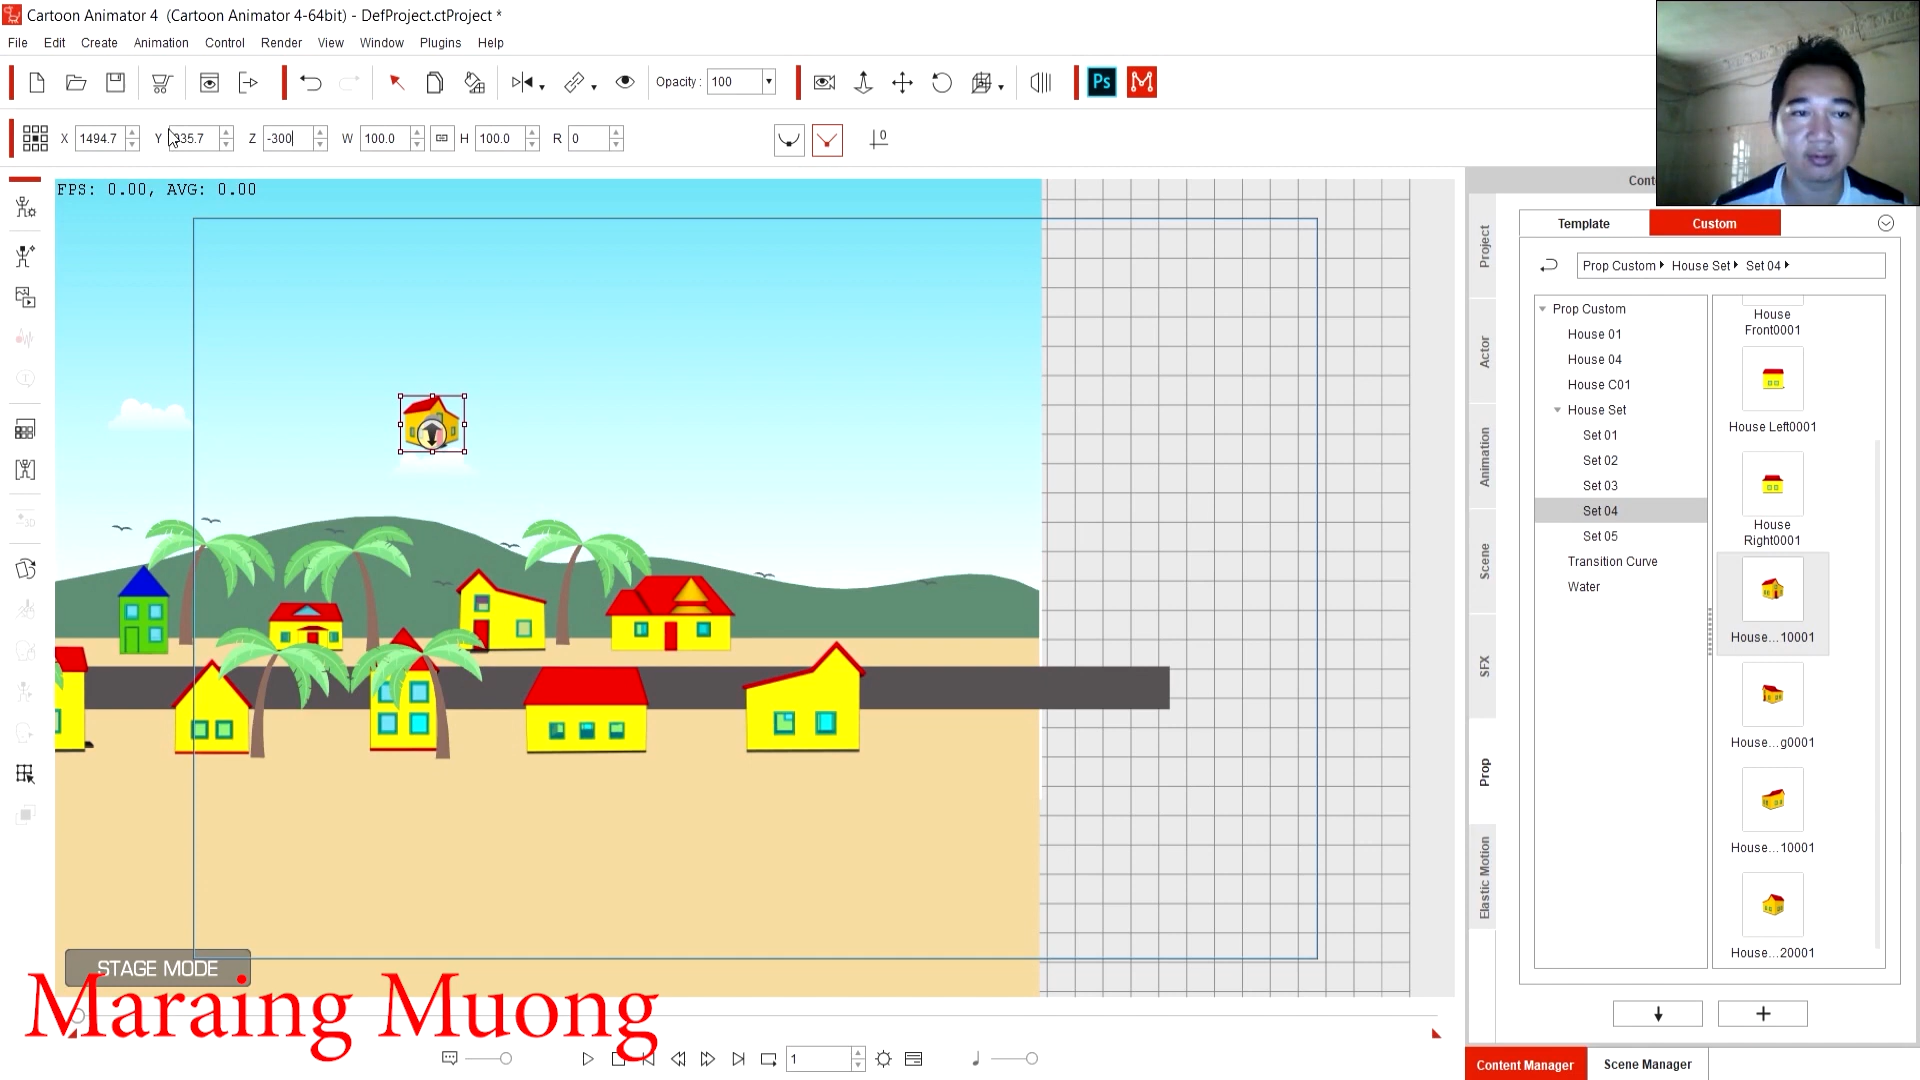 Cartoon Animator 4  (Cartoon Animator 4-64bit) - DefProject.ctProject *
File Edit Create Animation Control Render View Window Plugins Help
Opacity : 100
Ps
X 1494.7 Y 35.7 Z -300 W 100.0 H 100.0 R 0
0
FPS: 0.00, AVG: 0.00
Cont
Template Custom
Prop Custom House Set Set 04
Prop Custom
House 01
House 04
House C01
House Set
Set 01
Set 02
Set 03
Set 04
Set 05
Transition Curve
Water
House
Front0001
House Left0001
House
Right0001
House...10001
House...g0001
House...10001
House...20001
Project
Actor
Animation
Scene
SFX
Prop
Elastic Motion
STAGE MODE
Maraing Muong
1
Content Manager Scene Manager